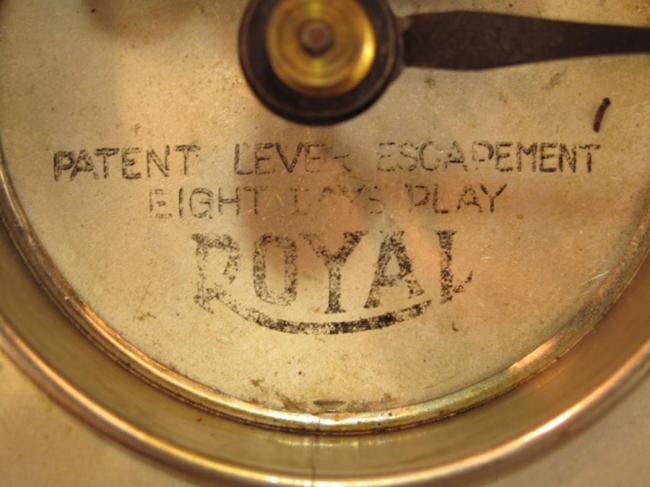 PATENT LEVER ESCAPEMENT
EIGHT DAYS PLAY
ROYAL